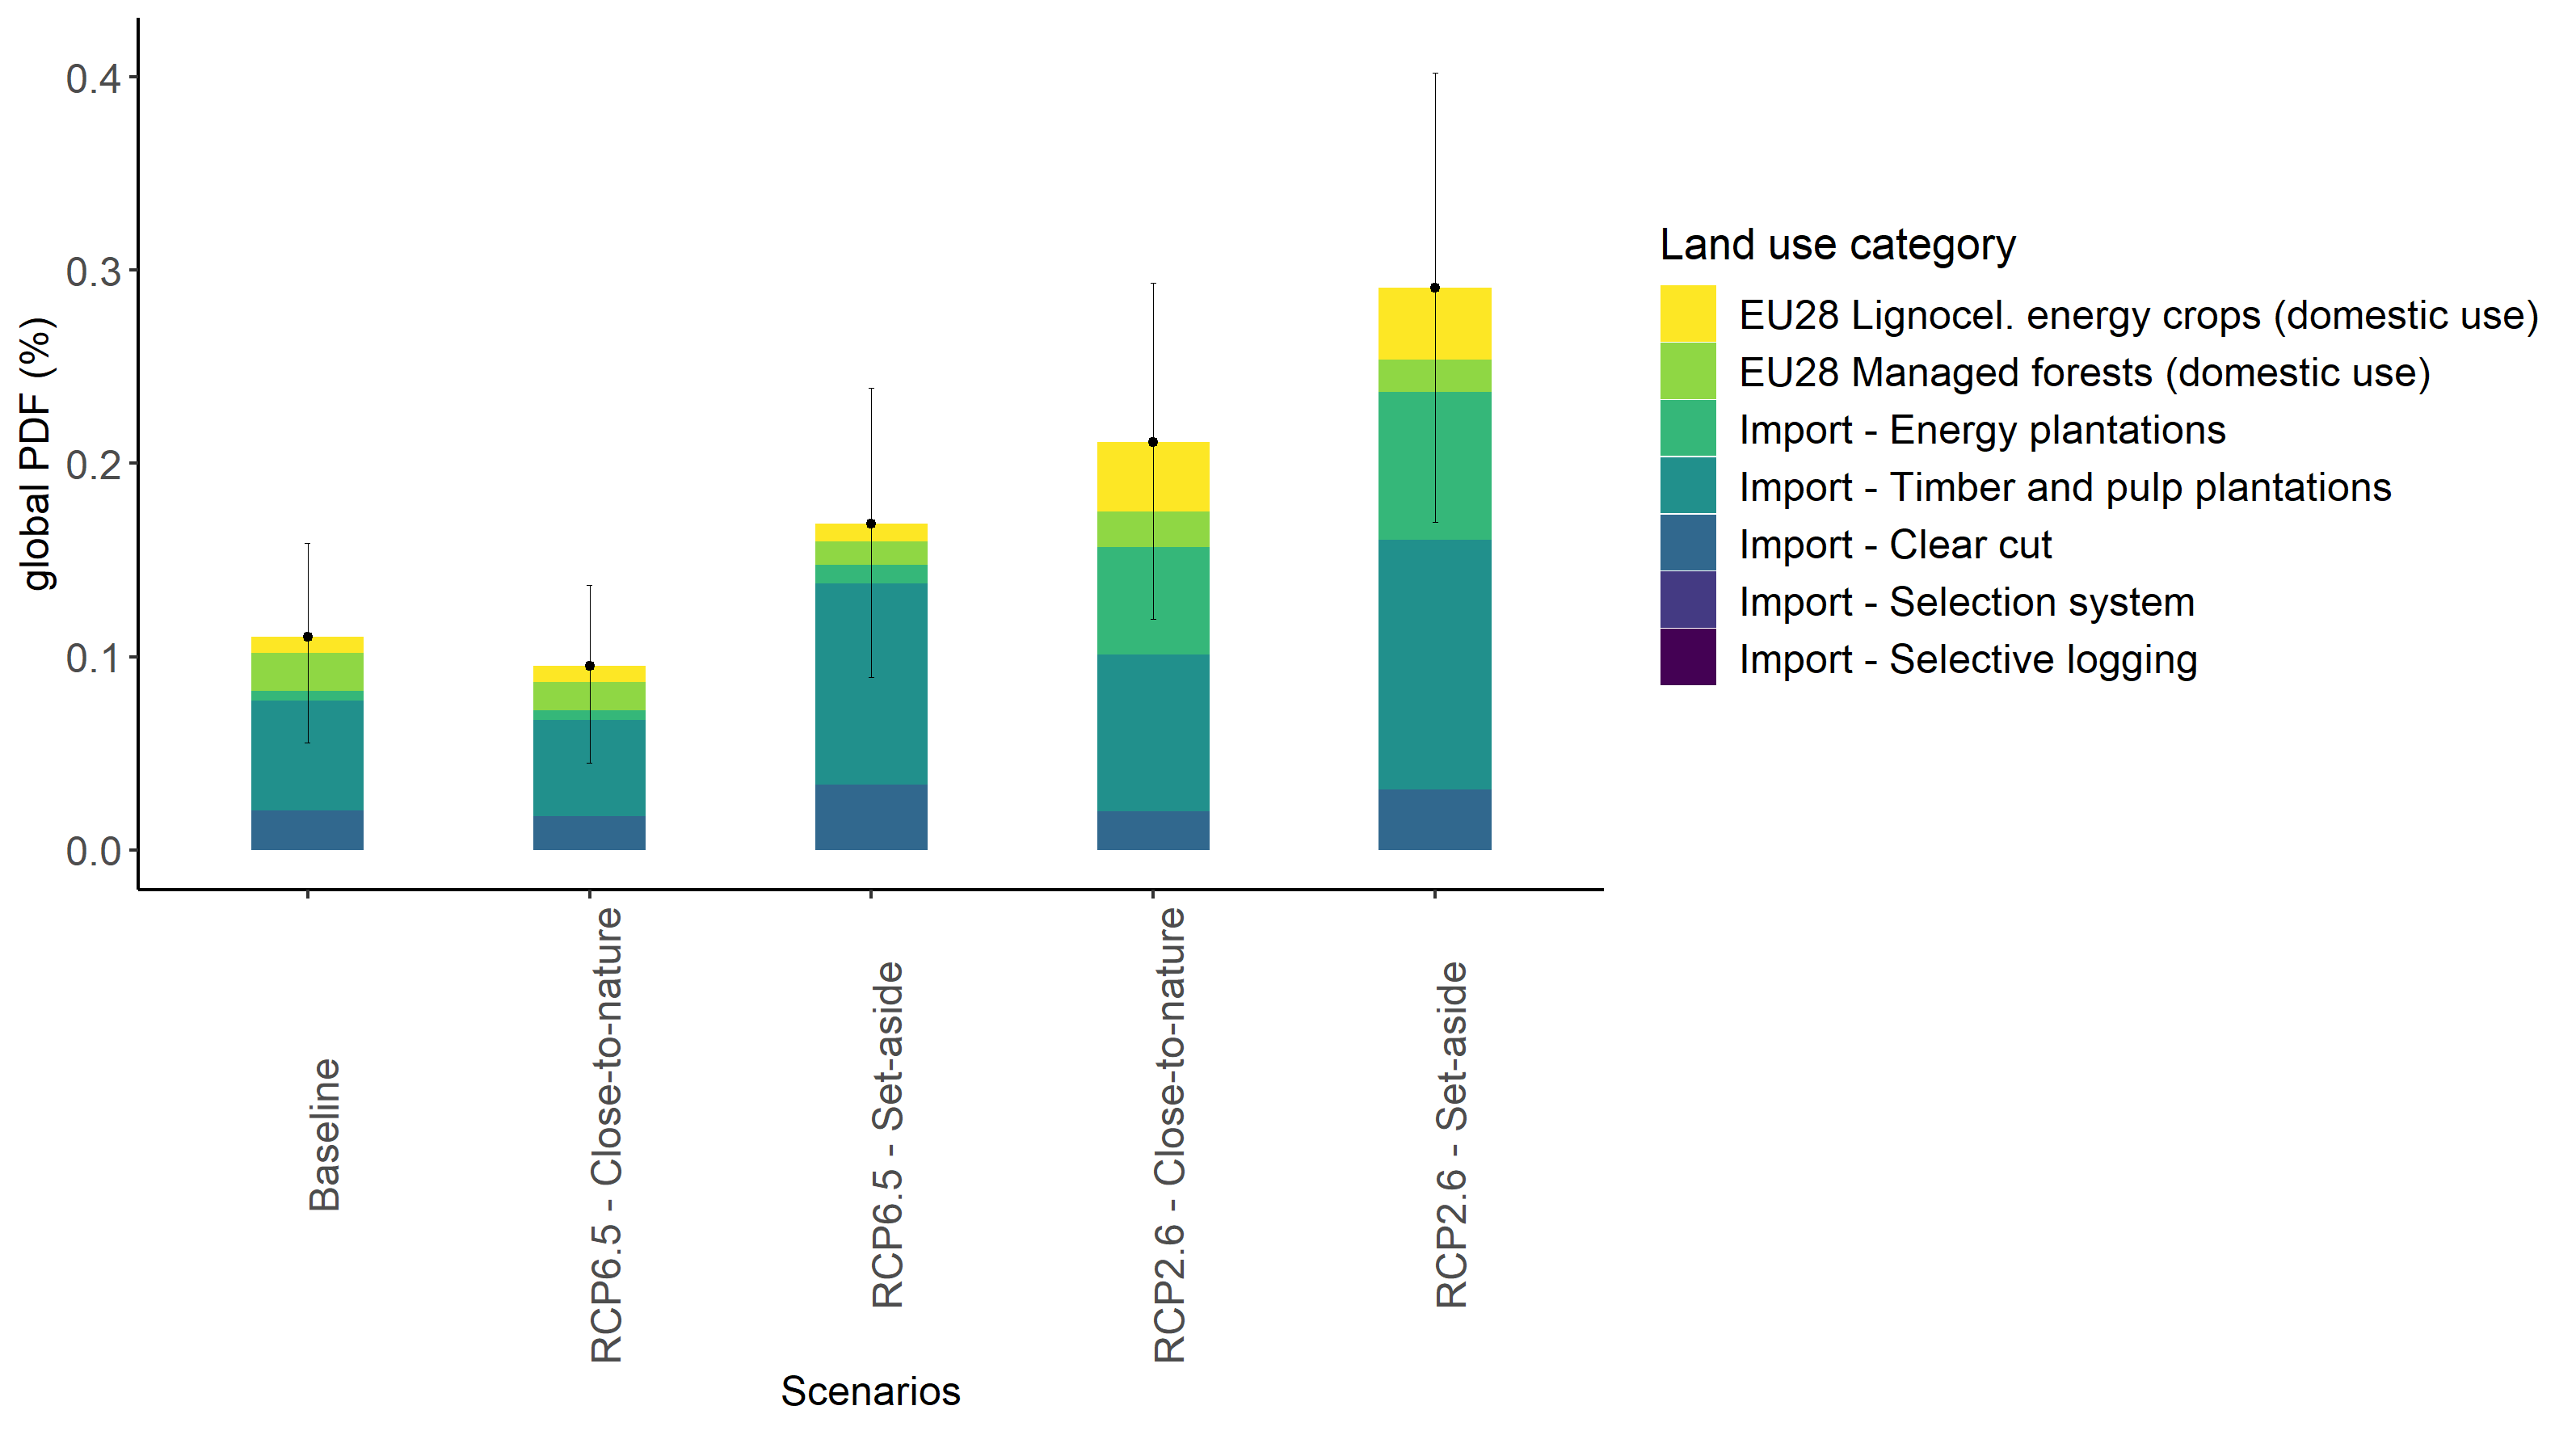 global PDF (%)
0.4
0.3
0.2
0.1
0.0
Baseline
RCP6.5 - Close-to-nature
RCP6.5 - Set-aside
RCP2.6 - Close-to-nature
RCP2.6 - Set-aside
Scenarios
Land use category
EU28 Lignocel. energy crops (domestic use)
EU28 Managed forests (domestic use)
Import - Energy plantations
Import - Timber and pulp plantations
Import - Clear cut
Import - Selection system
Import - Selective logging